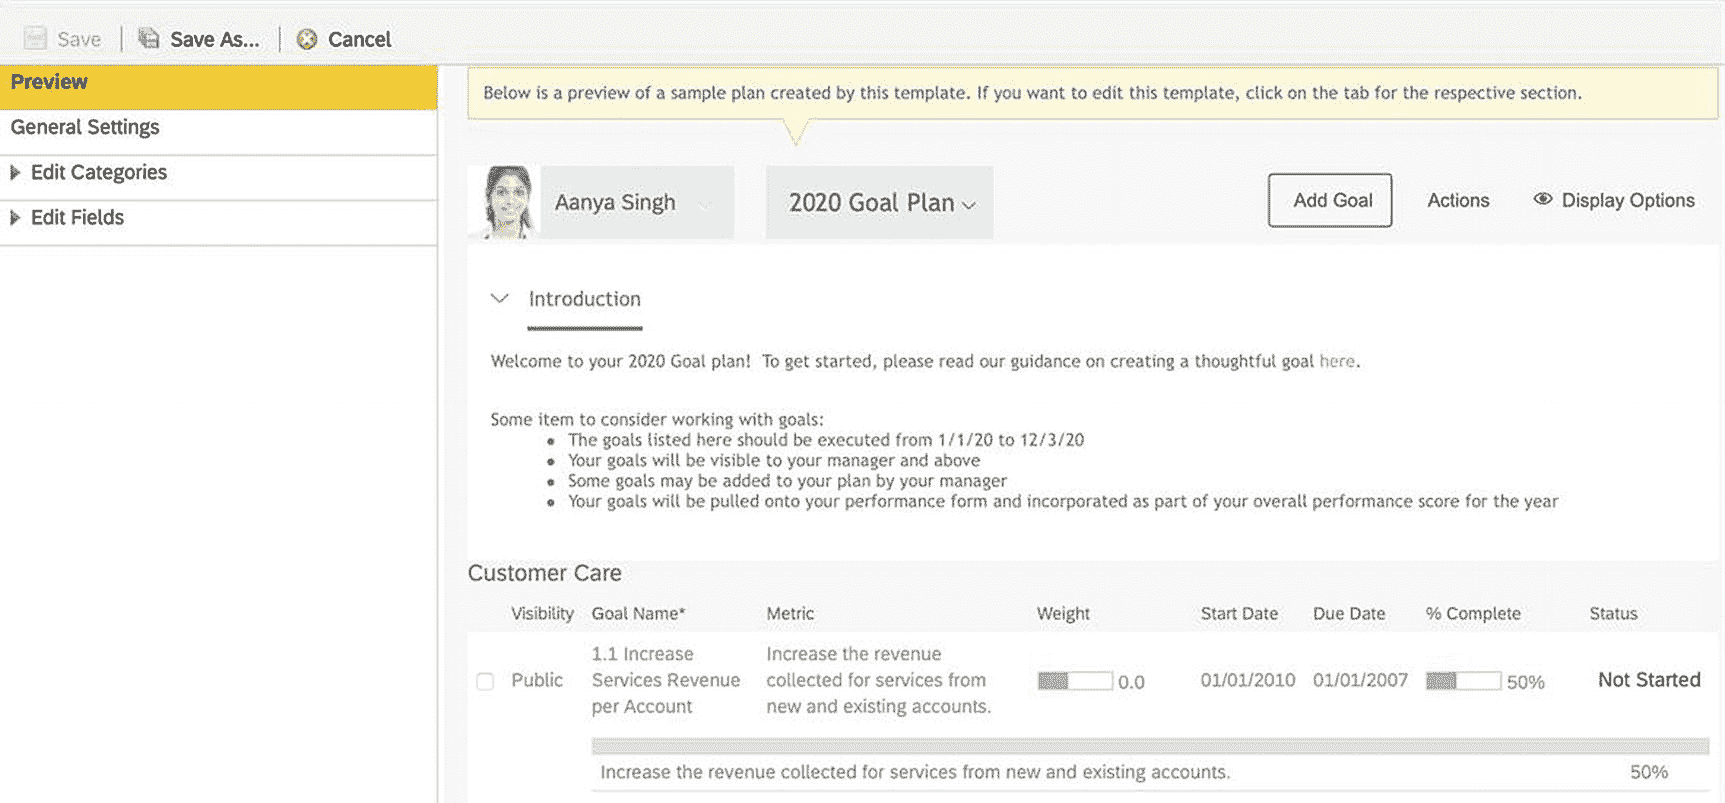 Save Save As... Cancel
Preview
General Settings
Edit Categories
Edit Fields
Below is a preview of a sample plan created by this template. If you want to edit this template, click on the tab for the respective section.
Aanya Singh 2020 Goal Plan Add Goal Actions Display Options
Introduction
Welcome to your 2020 Goal plan! To get started, please read our guidance on creating a thoughtful goal here.
Some item to consider working with goals:
• The goals listed here should be executed from 1/1/20 to 12/3/20
• Your goals will be visible to your manager and above
• Some goals may be added to your plan by your manager
• Your goals will be pulled onto your performance form and incorporated as part of your overall performance score for the year
Customer Care
Visibility Goal Name* Metric Weight Start Date Due Date % Complete Status
1.1 Increase Increase the revenue
Public Services Revenue collected for services from 0.0 01/01/2010 01/01/2007 50% Not Started
per Account new and existing accounts.
Increase the revenue collected for services from new and existing accounts. 50%